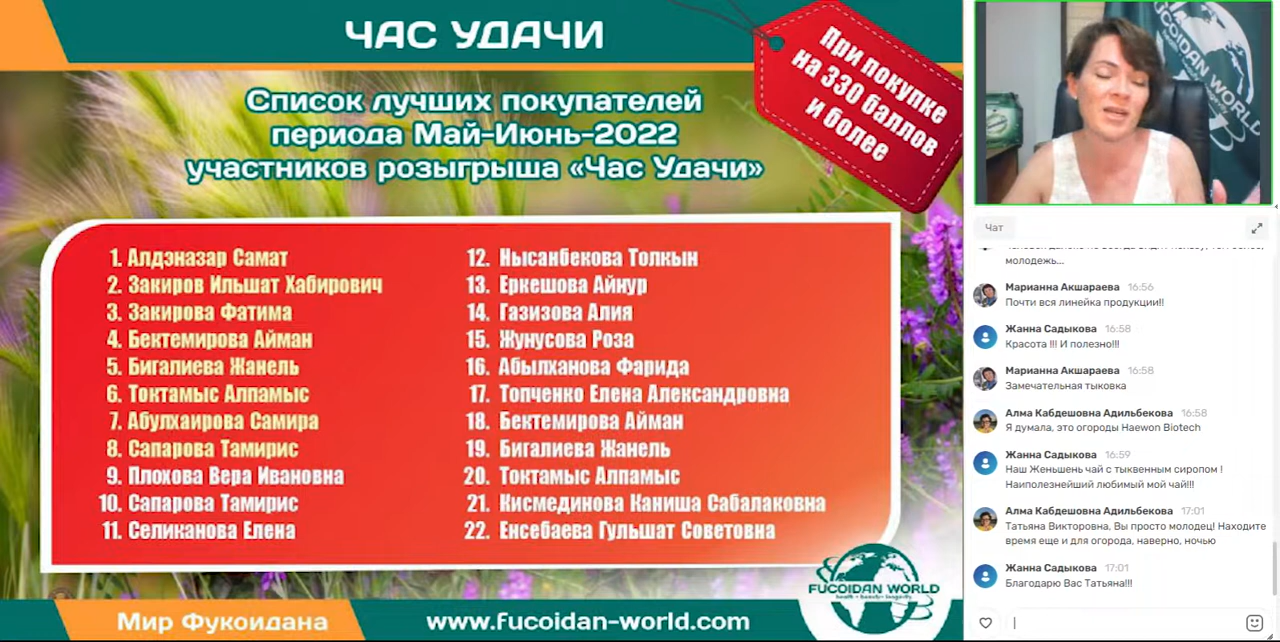 ЧАС УДАЧИ
При покупке
на 330 баллов
и более
Список лучших покупателей
периода Май-Июнь-2022
участников розыгрыша «Час Удачи»
1. Алдэназар Самат
2. Закиров Ильшат Хабирович
3. Закирова Фатима
4. Бектемирова Айман
5. Бигалиева Жанель
6. Токтамыс Алпамыс
7. Абулхаирова Самира
8. Сапарова Тамирис
9. Плохова Вера Ивановна
10. Сапарова Тамирис
11. Селиканова Елена
12. Нысанбекова Толкын
13. Еркешова Айнур
14. Газизова Алия
15. Жунусова Роза
16. Абылханова Фарида
17. Топченко Елена Александровна
18. Бектемирова Айман
19. Бигалиева Жанель
20. Токтамыс Алпамыс
21. Кисмединова Каниша Сабалаковна
22. Енсебаева Гульшат Советовна
FUCOIDAN WORLD
health • beauty • longevity
Мир Фукоидана
www.fucoidan-world.com
FUCOIDAN WORLD
Чат
молодежь...
Марианна Акшараева 16:56
Почти вся линейка продукции!!
Жанна Садыкова 16:58
Красота !!! И полезно!!!
Марианна Акшараева 16:58
Замечательная тыковка
Алма Кабдешовна Адильбекова 16:58
Я думала, это огороды Haewon Biotech
Жанна Садыкова 16:59
Наш Женьшень чай с тыквенным сиропом !
Наиполезнейший любимый мой чай!!!
Алма Кабдешовна Адильбекова 17:01
Татьяна Викторовна, Вы просто молодец! Находите
время еще и для огорода, наверно, ночью
Жанна Садыкова 17:01
Благодарю Вас Татьяна!!!